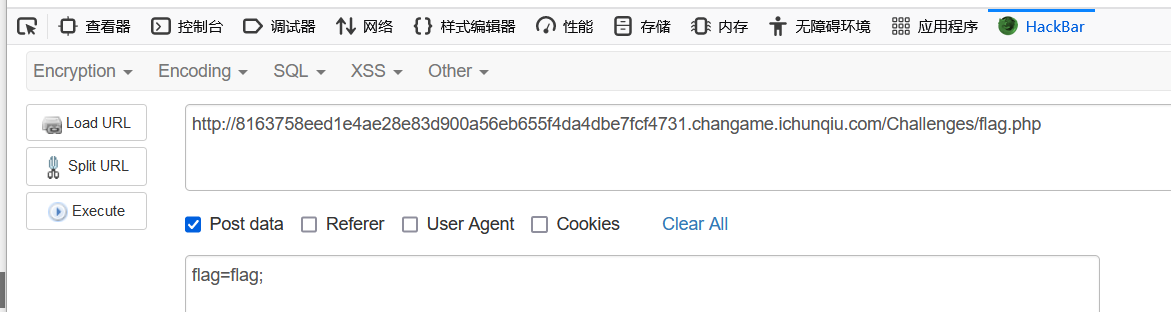 查看器 控制台 调试器 网络 样式编辑器 性能 存储 内存 无障碍环境 应用程序 HackBar
Encryption Encoding SQL XSS Other
Load URL
http://8163758eed1e4ae28e83d900a56eb655f4da4dbe7fcf4731.changame.ichunqiu.com/Challenges/flag.php
Split URL
Execute
Post data Referer User Agent Cookies Clear All
flag=flag;